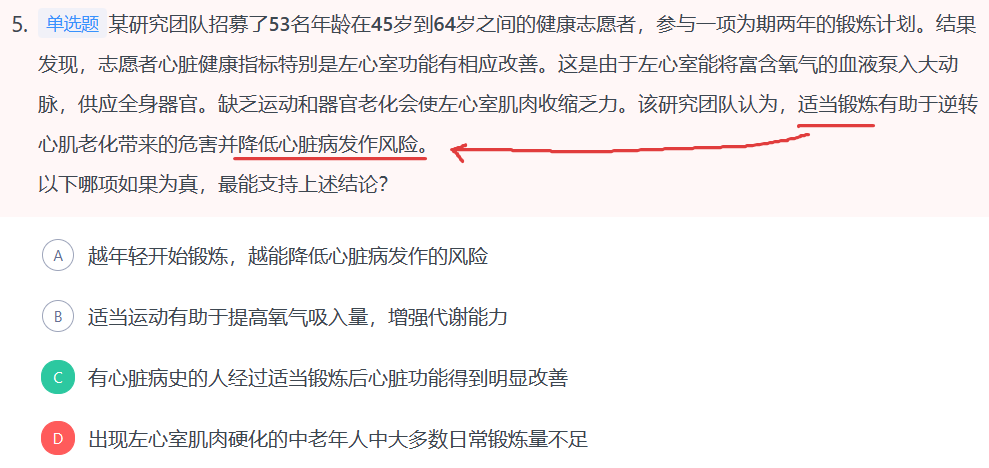 5. 单选题 某研究团队招募了53名年龄在45岁到64岁之间的健康志愿者，参与一项为期两年的锻炼计划。结果
发现，志愿者心脏健康指标特别是左心室功能有相应改善。这是由于左心室能将富含氧气的血液泵入大动
脉，供应全身器官。缺乏运动和器官老化会使左心室肌肉收缩乏力。该研究团队认为，适当锻炼有助于逆转
心肌老化带来的危害并降低心脏病发作风险。
以下哪项如果为真，最能支持上述结论？
A 越年轻开始锻炼，越能降低心脏病发作的风险
B 适当运动有助于提高氧气吸入量，增强代谢能力
C 有心脏病史的人经过适当锻炼后心脏功能得到明显改善
D 出现左心室肌肉硬化的中老年人中大多数日常锻炼量不足